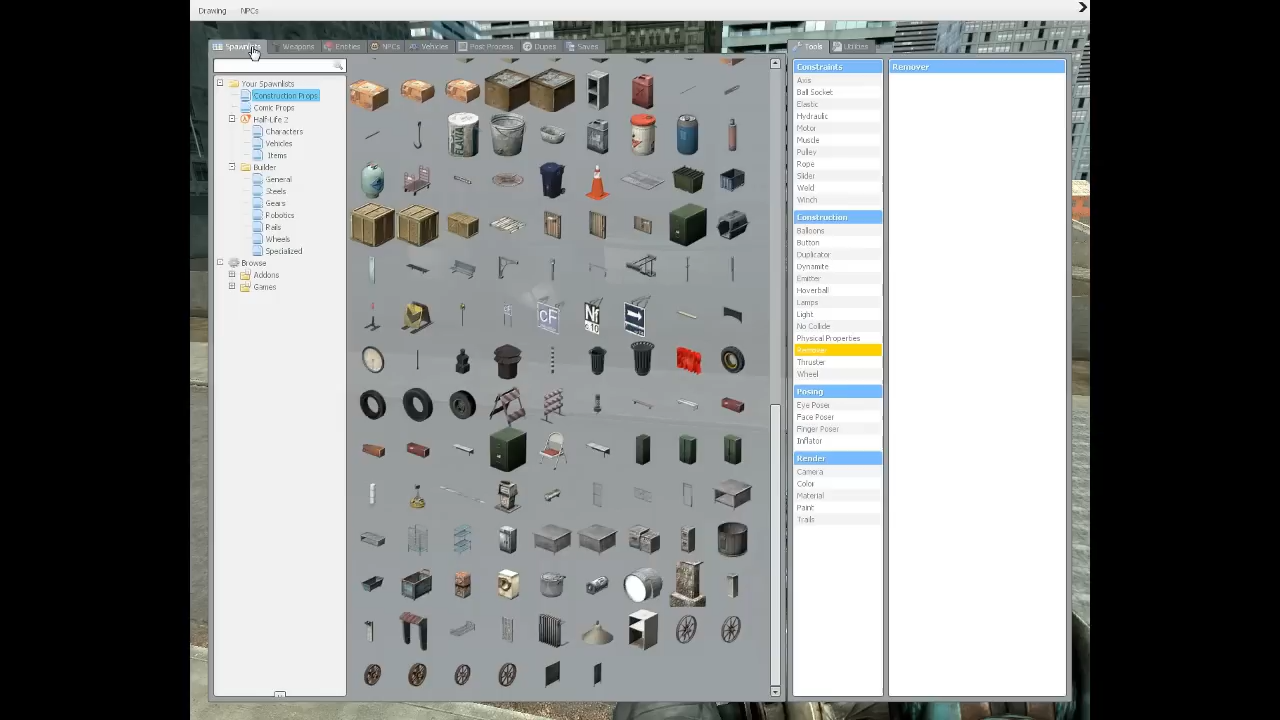 Drawing NPCs
Spawnlists Weapons Entities NPCs Vehicles Post Process Dupes Saves Tools Utilities
Your Spawnlists
Construction Props
Comic Props
Half-Life 2
Characters
Vehicles
Items
Builder
General
Steels
Gears
Robotics
Rails
Wheels
Specialized
Browse
Addons
Games
cF
Nf
Constraints
Axis
Ball Socket
Elastic
Hydraulic
Motor
Muscle
Pulley
Rope
Slider
Weld
Winch
Construction
Balloons
Button
Duplicator
Dynamite
Emitter
Hoverball
Lamps
Light
No Collide
Physical Properties
Remover
Thruster
Wheel
Posing
Eye Poser
Face Poser
Finger Poser
Inflator
Render
Camera
Color
Material
Paint
Trails
Remover